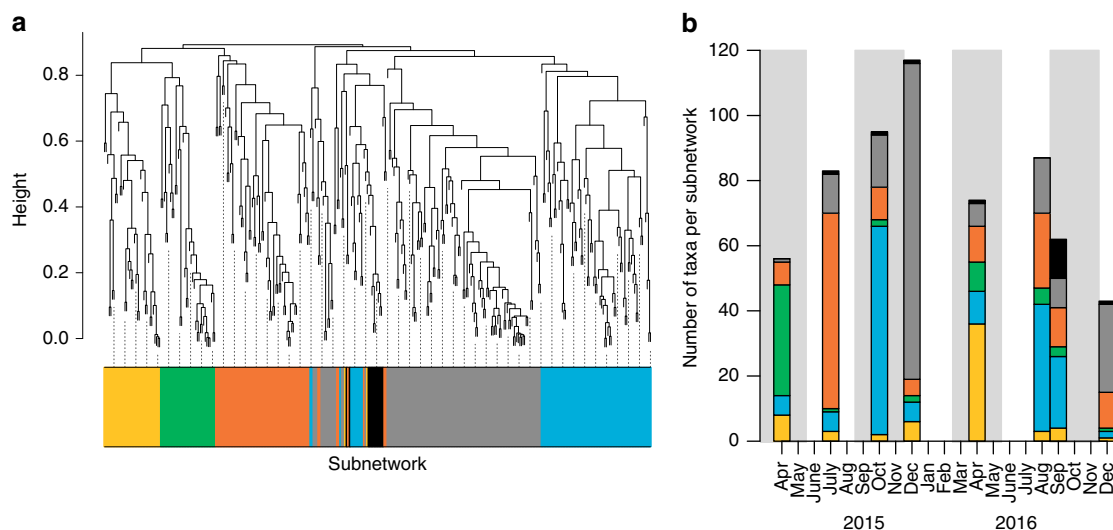 a
b
Height
0.8
0.6
0.4
0.2
0.0
Subnetwork
Number of taxa per subnetwork
120
100
80
60
40
20
0
Apr
May
June
July
Aug
Sep
Oct
Nov
Dec
Jan
Feb
Mar
Apr
May
June
July
Aug
Sep
Oct
Nov
Dec
2015
2016